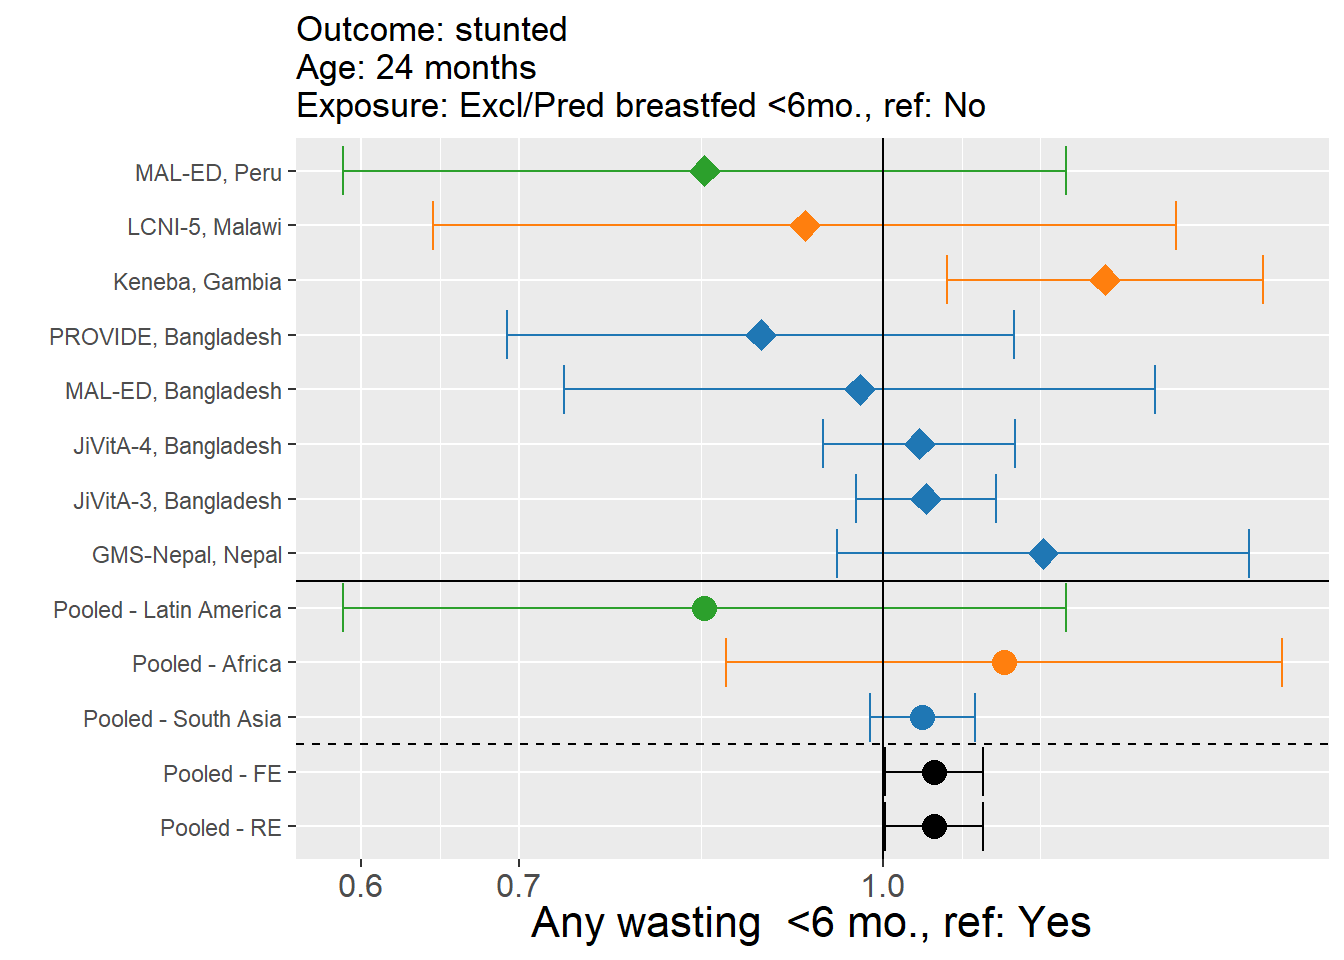 Outcome: stunted
Age: 24 months
Exposure: Excl/Pred breastfed <6mo., ref: No
MAL-ED, Peru
LCNI-5, Malawi
Keneba, Gambia
PROVIDE, Bangladesh
MAL-ED, Bangladesh
JiVitA-4, Bangladesh
JiVitA-3, Bangladesh
GMS-Nepal, Nepal
Pooled - Latin America
Pooled - Africa
Pooled - South Asia
Pooled - FE
Pooled - RE
0.6 0.7 1.0
Any wasting  <6 mo., ref: Yes